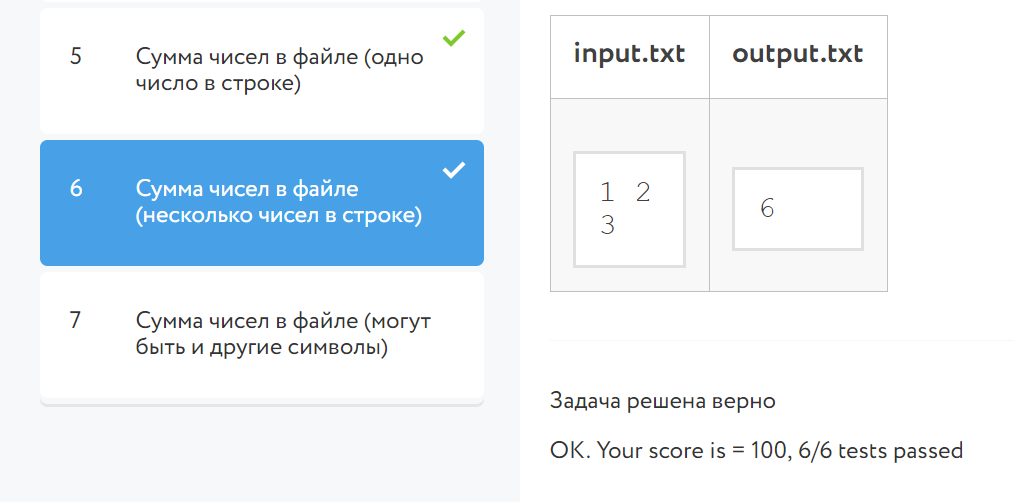 5
Сумма чисел в файле (одно
число в строке)
6
Сумма чисел в файле
(несколько чисел в строке)
7
Сумма чисел в файле (могут
быть и другие символы)
input.txt output.txt
1 2
3
6
Задача решена верно
OK. Your score is = 100, 6/6 tests passed